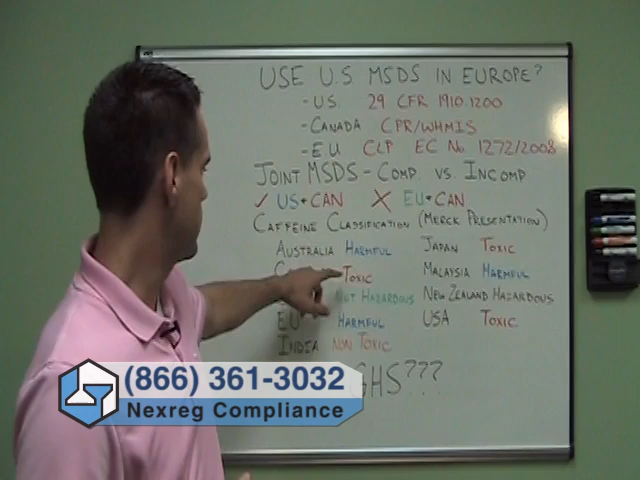 USE U.S MSDS IN EUROPE?
- US. 29 CFR 1910.1200
- CANADA CPR/WHMIS
- E.U CLP EC No 1272/2008
JOINT MSDS - COMP. VS. INCOMP
✓ US + CAN ✗ EU + CAN
CAFFEINE CLASSIFICATION (MERCK PRESENTATION)
AUSTRALIA HARMFUL JAPAN TOXIC
TOXIC MALAYSIA HARMFUL
NOT HAZARDOUS NEW ZEALAND HAZARDOUS
EU HARMFUL USA TOXIC
INDIA NON TOXIC
GHS???
(866) 361-3032
Nexreg Compliance